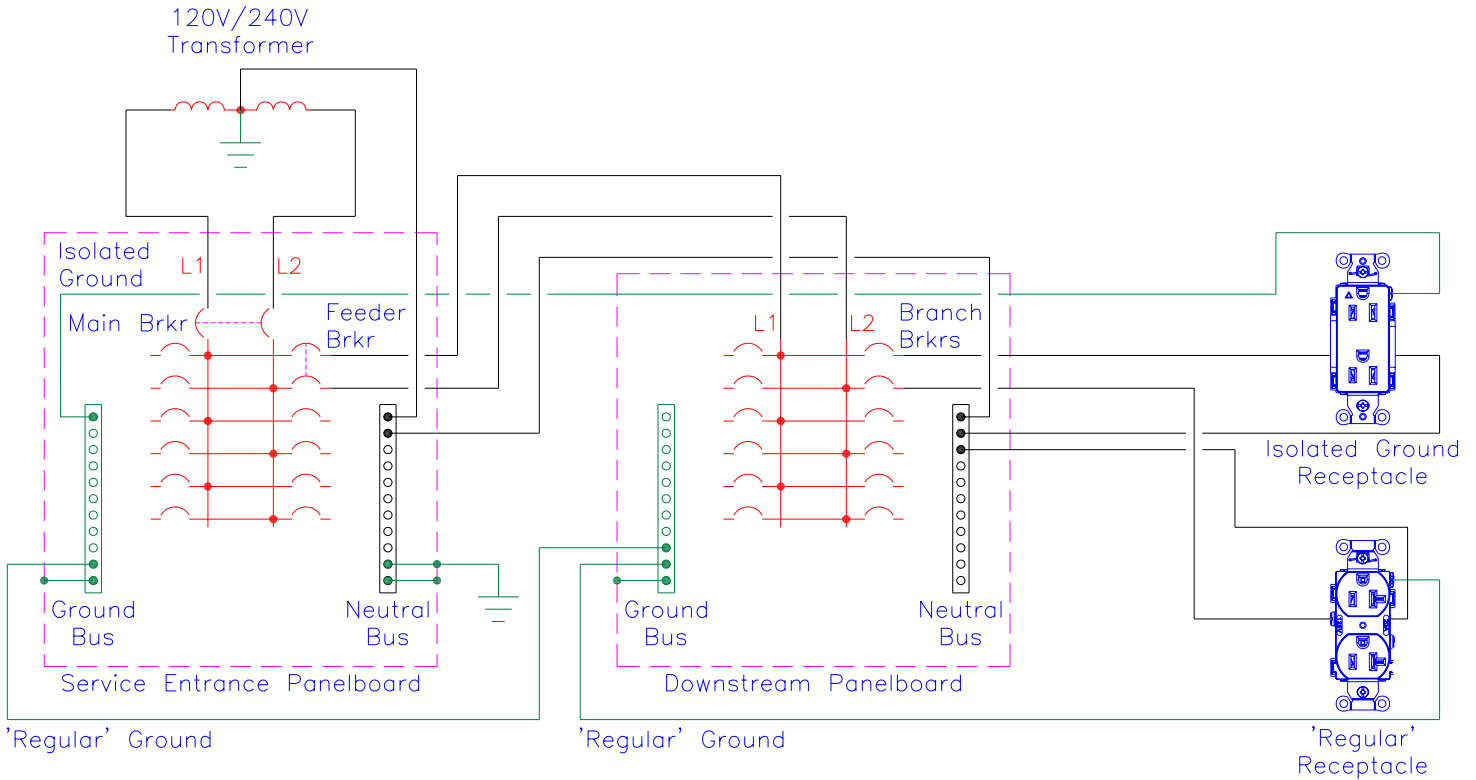 120V/240V
Transformer
Isolated
Ground
L1
L2
Main Brkr
Feeder
Brkr
L1
L2
Branch
Brkrs
Isolated Ground
Receptacle
Ground
Bus
Neutral
Bus
Ground
Bus
Neutral
Bus
Service Entrance Panelboard
Downstream Panelboard
'Regular' Ground
'Regular' Ground
'Regular'
Receptacle